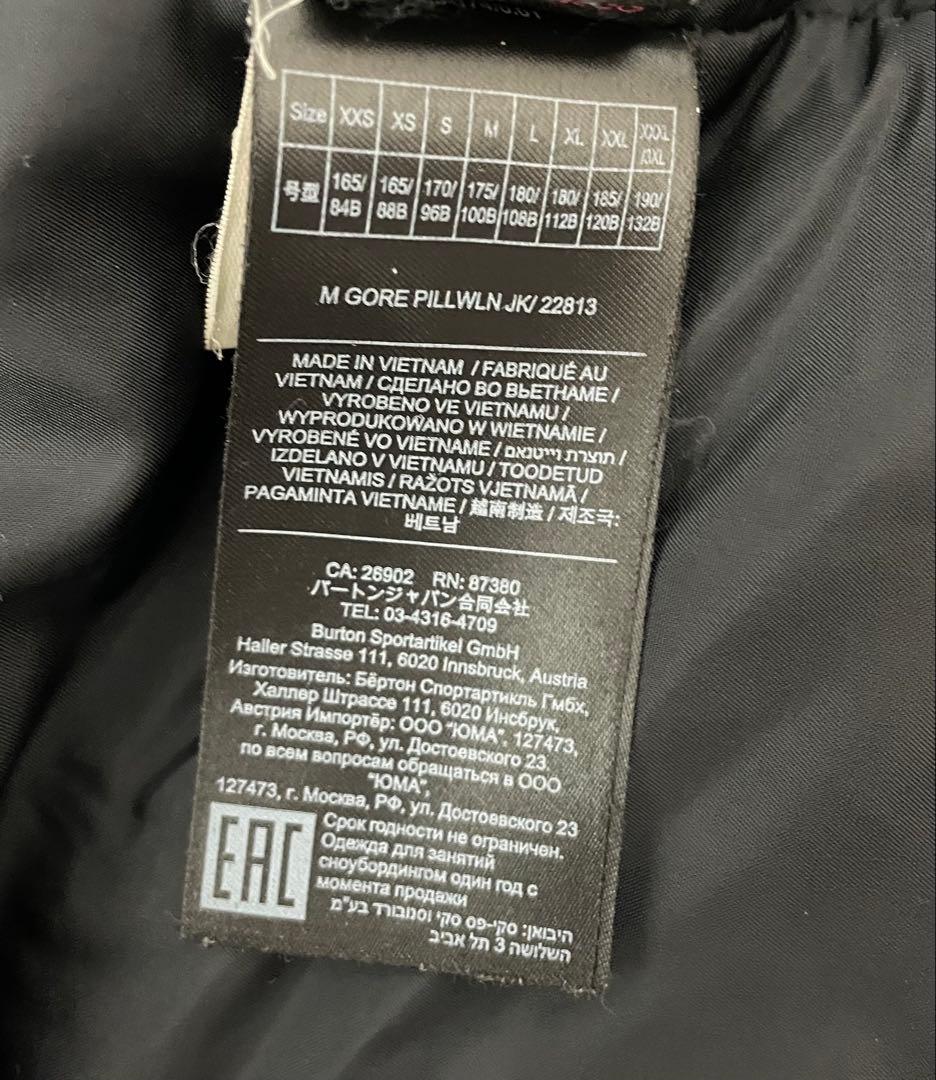 Size XXS XS S M L XL XXL XXXL /3XL
号型 165/84B 165/88B 170/96B 175/100B 180/108B 180/112B 185/120B 190/132B
M GORE PILLWLN JK/ 22813
MADE IN VIETNAM / FABRIQUÉ AU
VIETNAM / СДЕЛАНО ВО ВЬЕТНАМЕ /
VYROBENO VE VIETNAMU /
WYPRODUKOWANO W WIETNAMIE /
VYROBENÉ VO VIETNAME / תוצרת וייטנאם /
IZDELANO V VIETNAMU / TOODETUD
VIETNAMIS / RAŽOTS VJETNAMĀ /
PAGAMINTA VIETNAME / 越南制造 / 제조국:
베트남
CA: 26902 RN: 87380
バートンジャパン合同会社
TEL: 03-4316-4709
Burton Sportartikel GmbH
Haller Strasse 111, 6020 Innsbruck, Austria
Изготовитель: Бёртон Спортартикль Гмбх,
Халлер Штрассе 111, 6020 Инсбрук,
Австрия Импортёр: ООО "ЮМА", 127473,
г. Москва, РФ, ул. Достоевского 23.
по всем вопросам обращаться в ООО
"ЮМА",
127473, г. Москва, РФ, ул. Достоевского 23
EAC
Срок годности не ограничен.
Одежда для занятий
сноубордингом один год с
момента продажи
היבואן: סקי-פס סקי וסנובורד בע"מ
השלושה 3 תל אביב